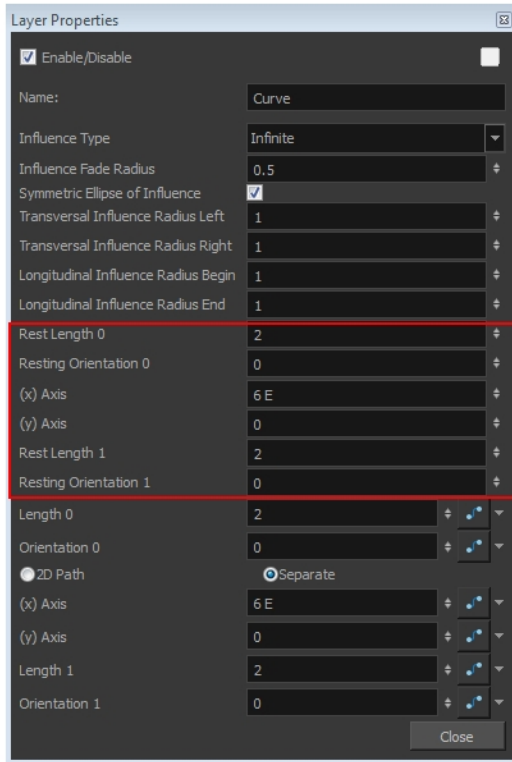 Layer Properties
Enable/Disable
Name: Curve
Influence Type Infinite
Influence Fade Radius 0.5
Symmetric Ellipse of Influence
Transversal Influence Radius Left 1
Transversal Influence Radius Right 1
Longitudinal Influence Radius Begin 1
Longitudinal Influence Radius End 1
Rest Length 0 2
Resting Orientation 0 0
(x) Axis 6 E
(y) Axis 0
Rest Length 1 2
Resting Orientation 1 0
Length 0 2
Orientation 0 0
2D Path Separate
(x) Axis 6 E
(y) Axis 0
Length 1 2
Orientation 1 0
Close